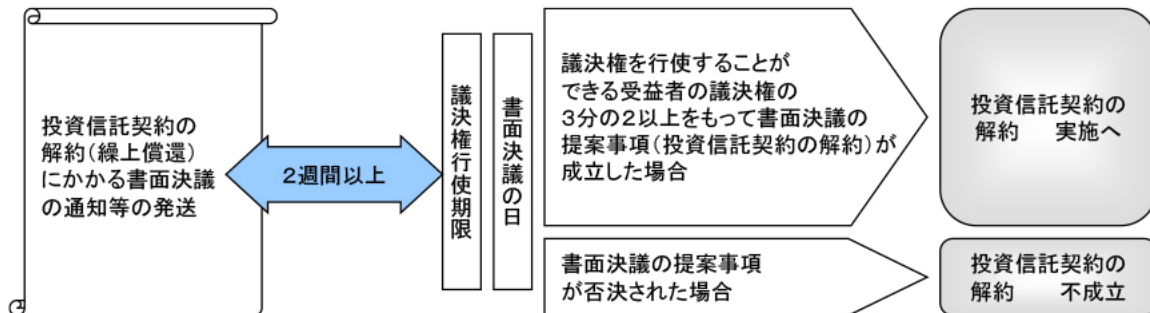 投資信託契約の
解約(繰上償還)
にかかる書面決議
の通知等の発送
2週間以上
議決権行使期限
書面決議の日
議決権を行使することが
できる受益者の議決権の
3分の2以上をもって書面決議の
提案事項(投資信託契約の解約)が
成立した場合
投資信託契約の
解約　実施へ
書面決議の提案事項
が否決された場合
投資信託契約の
解約　不成立